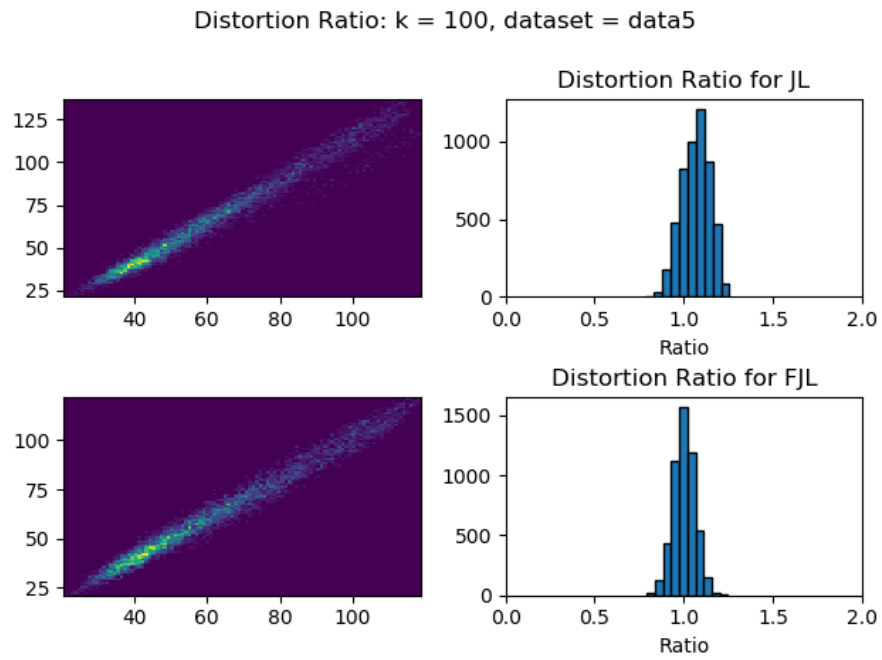 Distortion Ratio: k = 100, dataset = data5
Distortion Ratio for JL
125
100
75
50
25
40 60 80 100
1000
500
0
0.0 0.5 1.0 1.5 2.0
Ratio
Distortion Ratio for FJL
100
75
50
25
40 60 80 100
1500
1000
500
0
0.0 0.5 1.0 1.5 2.0
Ratio